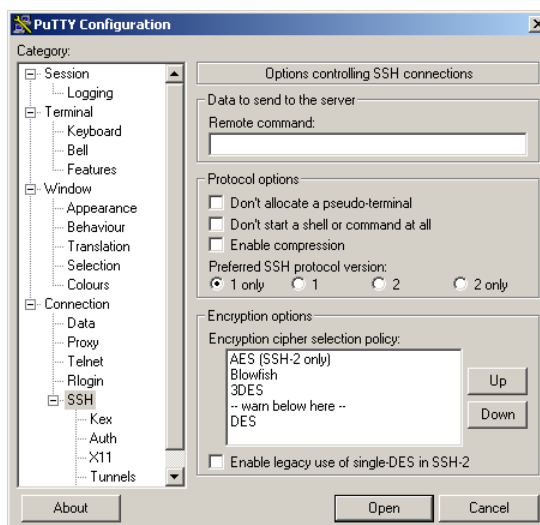 PuTTY Configuration
Category:
Session
Logging
Terminal
Keyboard
Bell
Features
Window
Appearance
Behaviour
Translation
Selection
Colours
Connection
Data
Proxy
Telnet
Rlogin
SSH
Kex
Auth
X11
Tunnels
Options controlling SSH connections
Data to send to the server
Remote command:
Protocol options
Don't allocate a pseudo-terminal
Don't start a shell or command at all
Enable compression
Preferred SSH protocol version:
1 only 1 2 2 only
Encryption options
Encryption cipher selection policy:
AES (SSH-2 only)
Blowfish
3DES
-- warn below here --
DES
Up
Down
Enable legacy use of single-DES in SSH-2
About Open Cancel